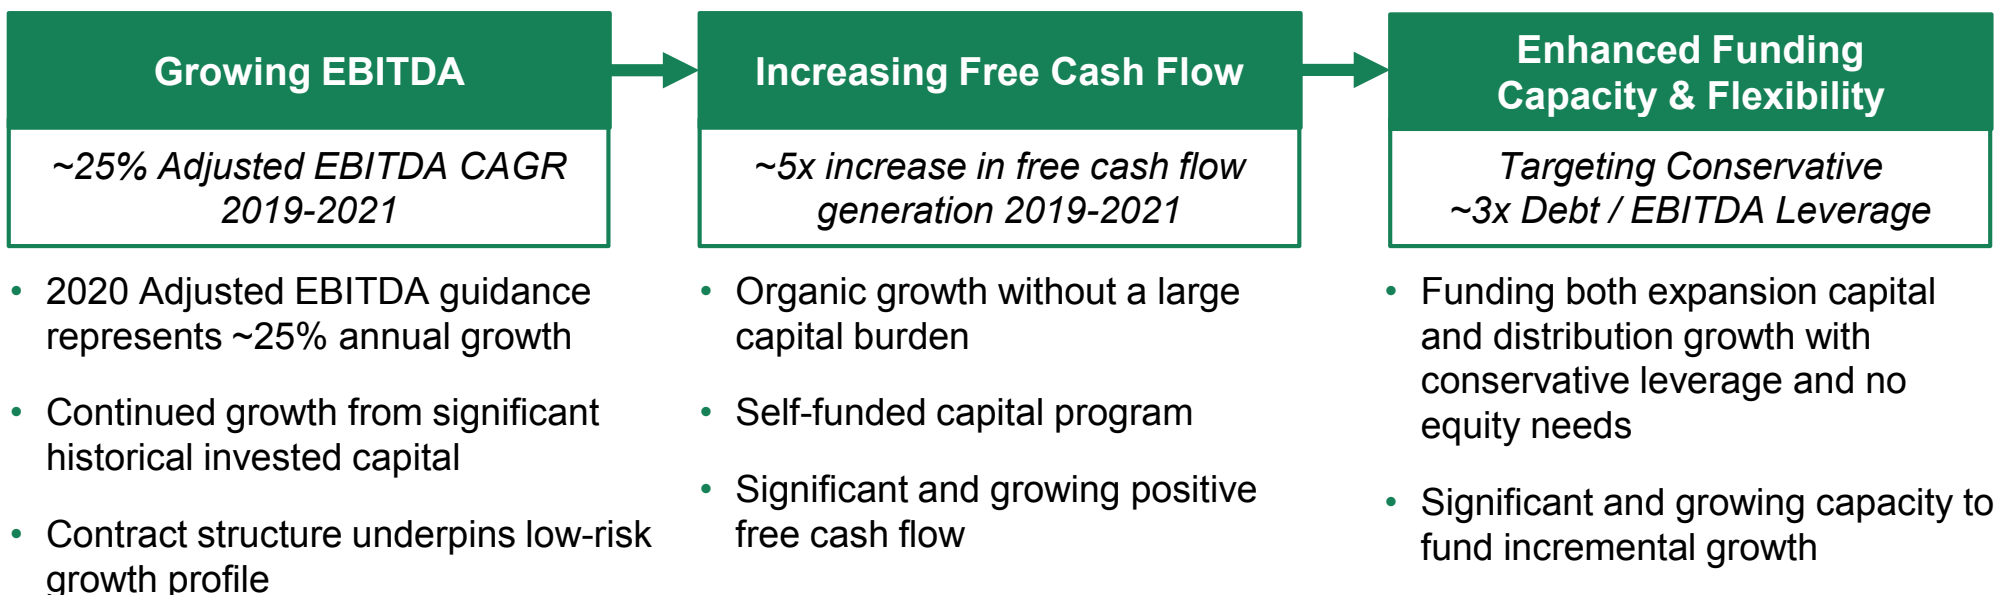 Growing EBITDA
~25% Adjusted EBITDA CAGR
2019-2021
• 2020 Adjusted EBITDA guidance
represents ~25% annual growth
• Continued growth from significant
historical invested capital
• Contract structure underpins low-risk
growth profile
Increasing Free Cash Flow
~5x increase in free cash flow
generation 2019-2021
• Organic growth without a large
capital burden
• Self-funded capital program
• Significant and growing positive
free cash flow
Enhanced Funding
Capacity & Flexibility
Targeting Conservative
~3x Debt / EBITDA Leverage
• Funding both expansion capital
and distribution growth with
conservative leverage and no
equity needs
• Significant and growing capacity to
fund incremental growth